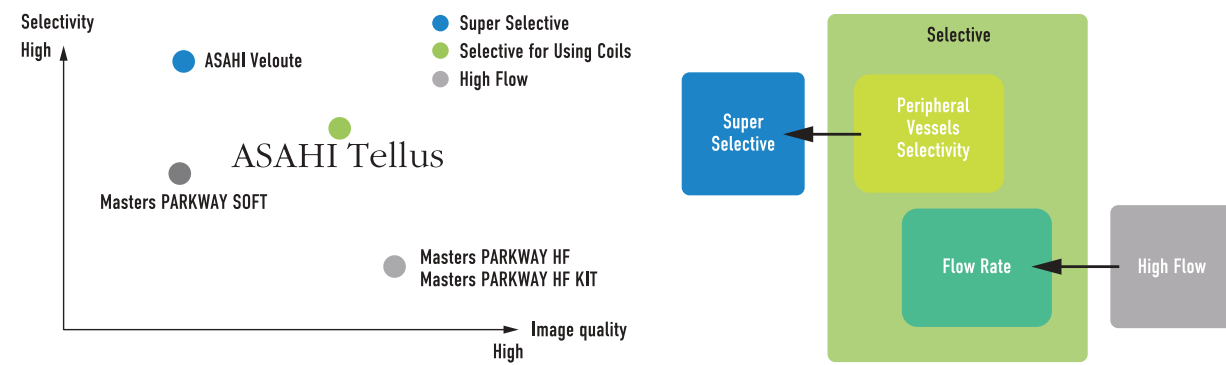 Selectivity
High
Super Selective
Selective for Using Coils
High Flow
ASAHI Veloute
ASAHI Tellus
Masters PARKWAY SOFT
Masters PARKWAY HF
Masters PARKWAY HF KIT
Image quality
High
Selective
Super
Selective
Peripheral
Vessels
Selectivity
Flow Rate
High Flow